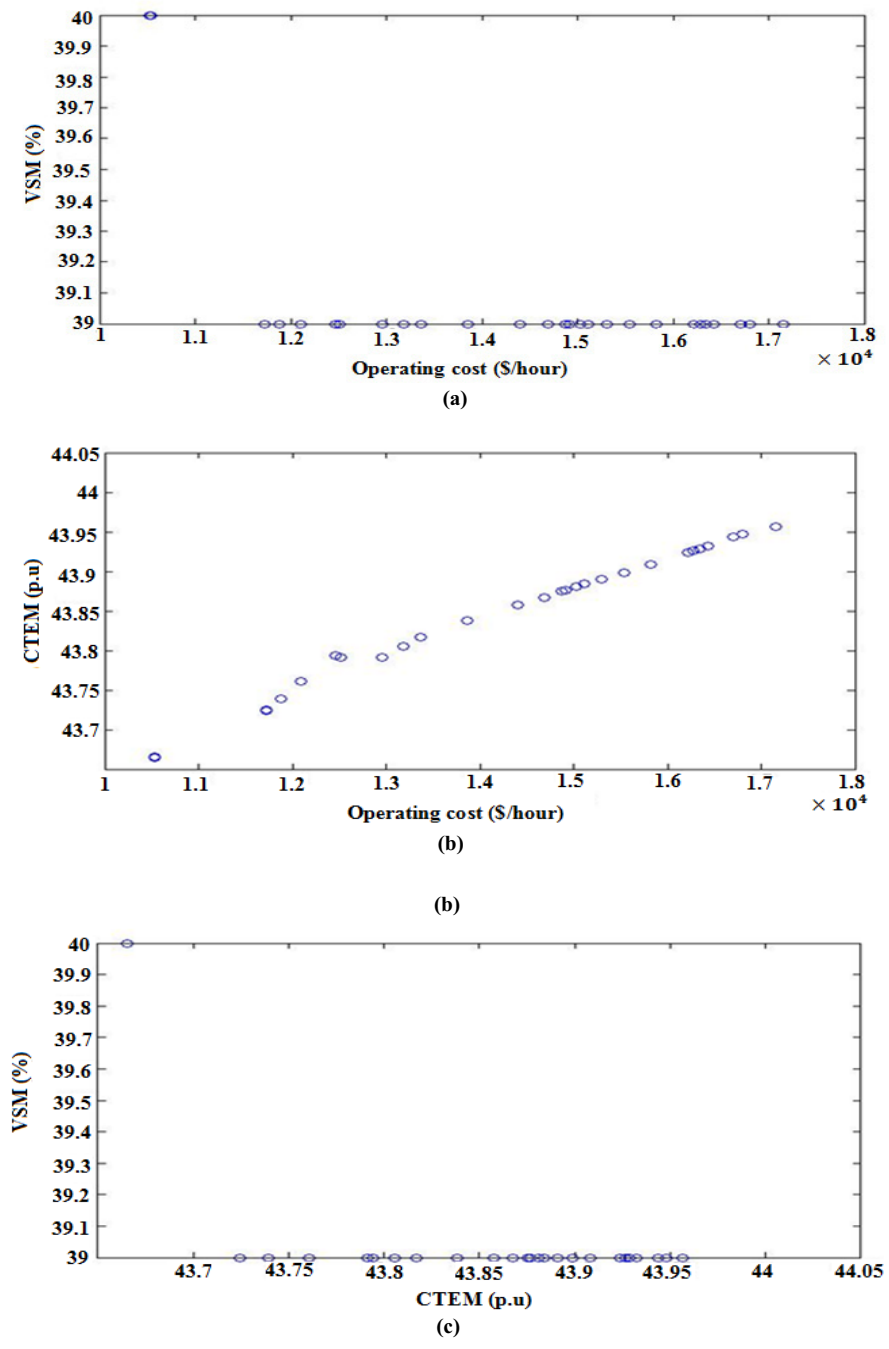 40
39.9
39.8
39.7
39.6
39.5
39.4
39.3
39.2
39.1
39
VSM (%)
1 1.1 1.2 1.3 1.4 1.5 1.6 1.7 1.8
Operating cost ($/hour)
× 10⁴
(a)
44.05
44
43.95
43.9
43.85
43.8
43.75
43.7
CTEM (p.u)
1 1.1 1.2 1.3 1.4 1.5 1.6 1.7 1.8
Operating cost ($/hour)
× 10⁴
(b)
(b)
40
39.9
39.8
39.7
39.6
39.5
39.4
39.3
39.2
39.1
39
VSM (%)
43.7 43.75 43.8 43.85 43.9 43.95 44 44.05
CTEM (p.u)
(c)